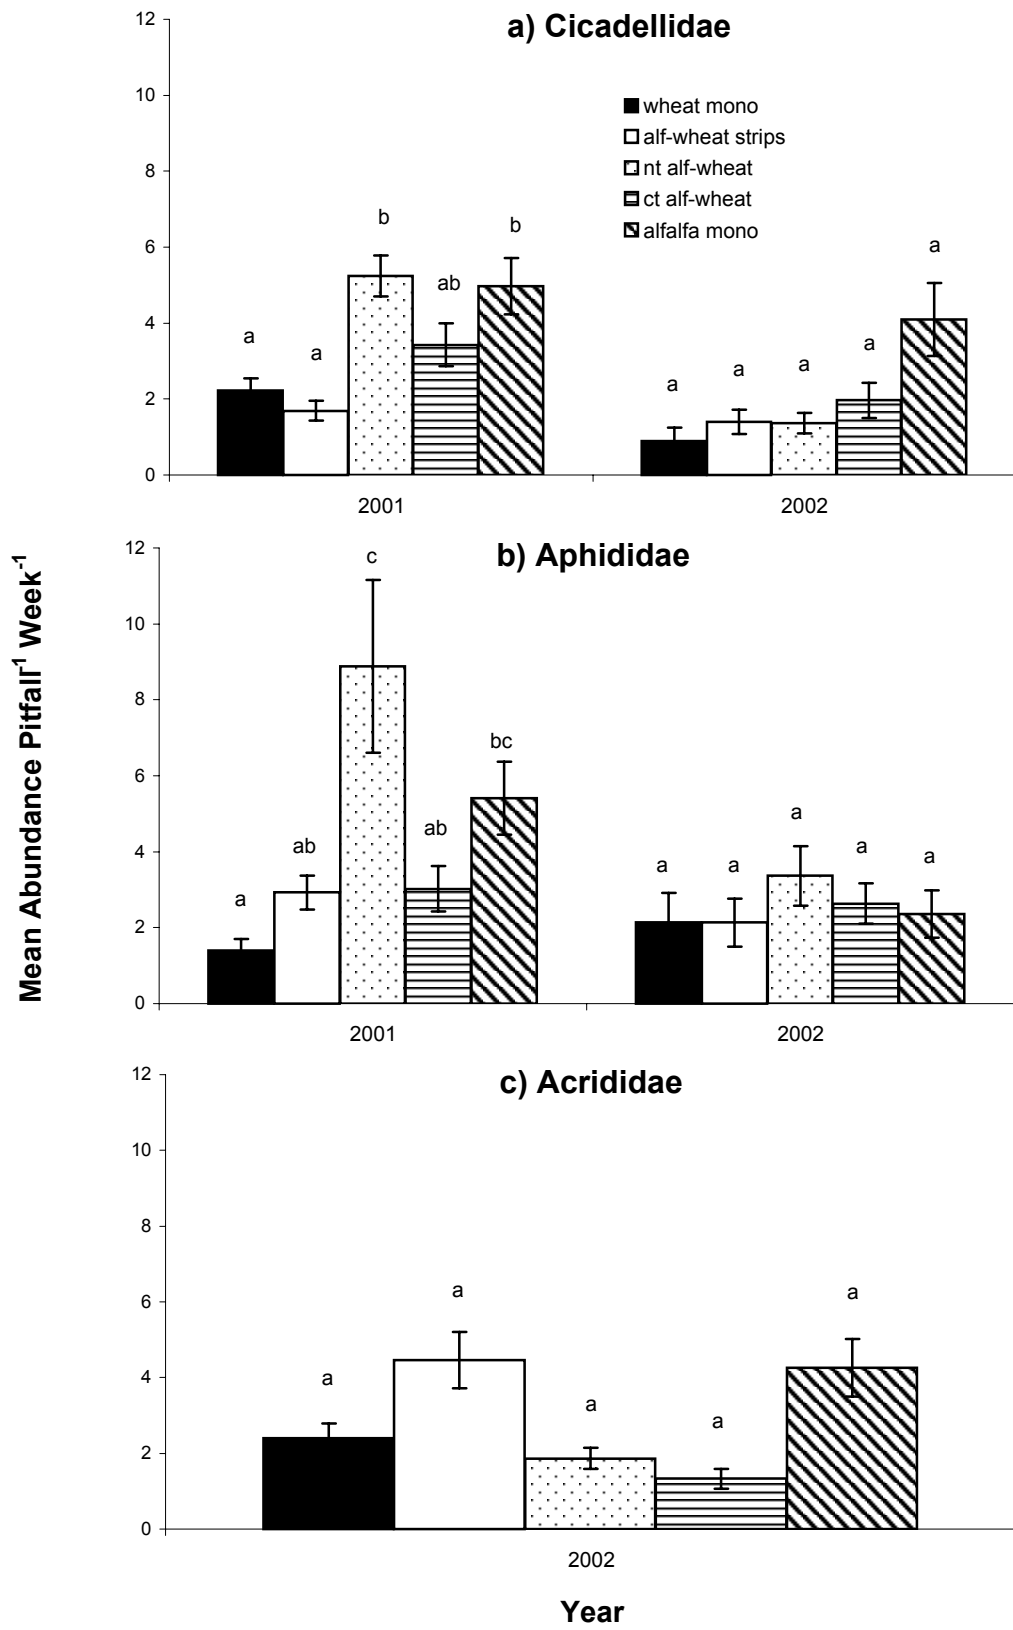 a) Cicadellidae
12
10
8
6
4
2
0
wheat mono
alf-wheat strips
nt alf-wheat
ct alf-wheat
alfalfa mono
a a b ab b
a a a a a
2001 2002
b) Aphididae
12
10
8
6
4
2
0
a ab c ab bc
a a a a a
2001 2002
c) Acrididae
12
10
8
6
4
2
0
a a a a a
2002
Year
Mean Abundance Pitfall⁻¹ Week⁻¹